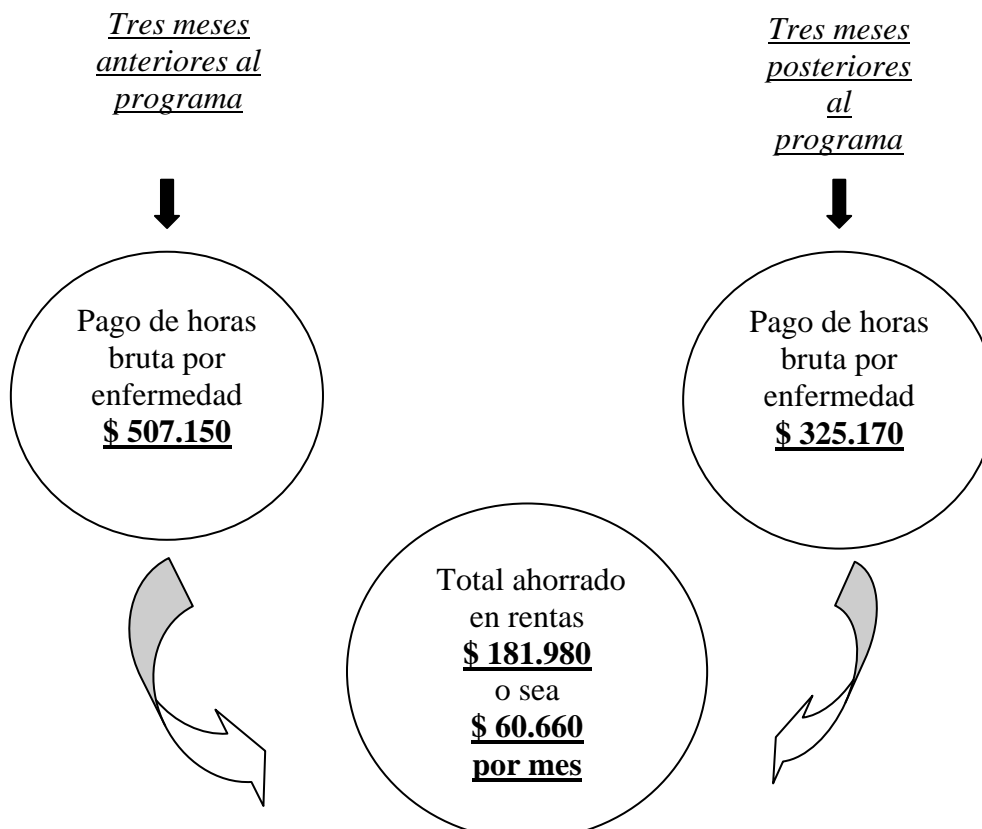 Tres meses
anteriores al
programa
Tres meses
posteriores
al
programa
Pago de horas
bruta por
enfermedad
$ 507.150
Pago de horas
bruta por
enfermedad
$ 325.170
Total ahorrado
en rentas
$ 181.980
o sea
$ 60.660
por mes